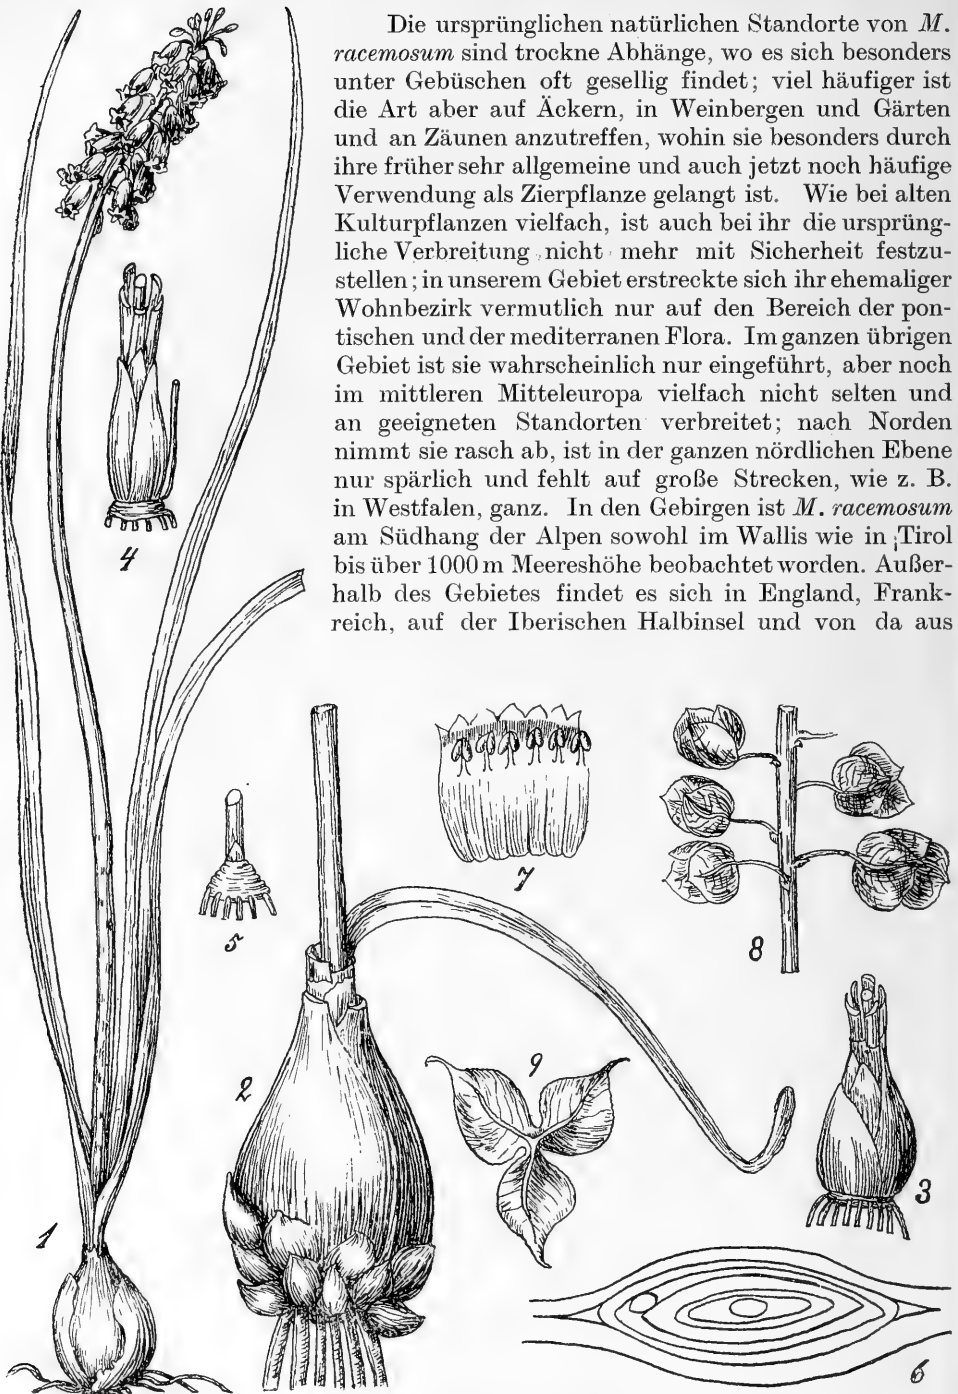 Die ursprünglichen natürlichen Standorte von M.
racemosum sind trockne Abhänge, wo es sich besonders
unter Gebüschen oft gesellig findet; viel häufiger ist
die Art aber auf Äckern, in Weinbergen und Gärten
und an Zäunen anzutreffen, wohin sie besonders durch
ihre früher sehr allgemeine und auch jetzt noch häufige
Verwendung als Zierpflanze gelangt ist. Wie bei alten
Kulturpflanzen vielfach, ist auch bei ihr die ursprüng-
liche Verbreitung nicht mehr mit Sicherheit festzu-
stellen; in unserem Gebiet erstreckte sich ihr ehemaliger
Wohnbezirk vermutlich nur auf den Bereich der pon-
tischen und der mediterranen Flora. Im ganzen übrigen
Gebiet ist sie wahrscheinlich nur eingeführt, aber noch
im mittleren Mitteleuropa vielfach nicht selten und
an geeigneten Standorten verbreitet; nach Norden
nimmt sie rasch ab, ist in der ganzen nördlichen Ebene
nur spärlich und fehlt auf große Strecken, wie z. B.
in Westfalen, ganz. In den Gebirgen ist M. racemosum
am Südhang der Alpen sowohl im Wallis wie in Tirol
bis über 1000 m Meereshöhe beobachtet worden. Außer-
halb des Gebietes findet es sich in England, Frank-
reich, auf der Iberischen Halbinsel und von da aus
4
7
5
8
2
9
3
1
6